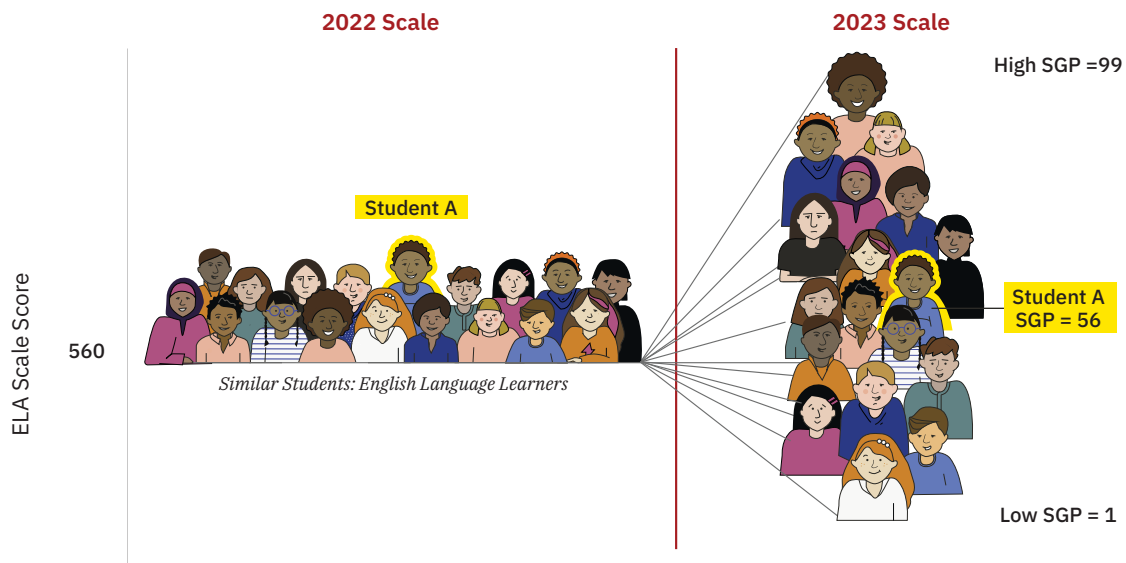 2022 Scale
2023 Scale
High SGP =99
Student A
ELA Scale Score
560
Student A
SGP = 56
Similar Students: English Language Learners
Low SGP = 1